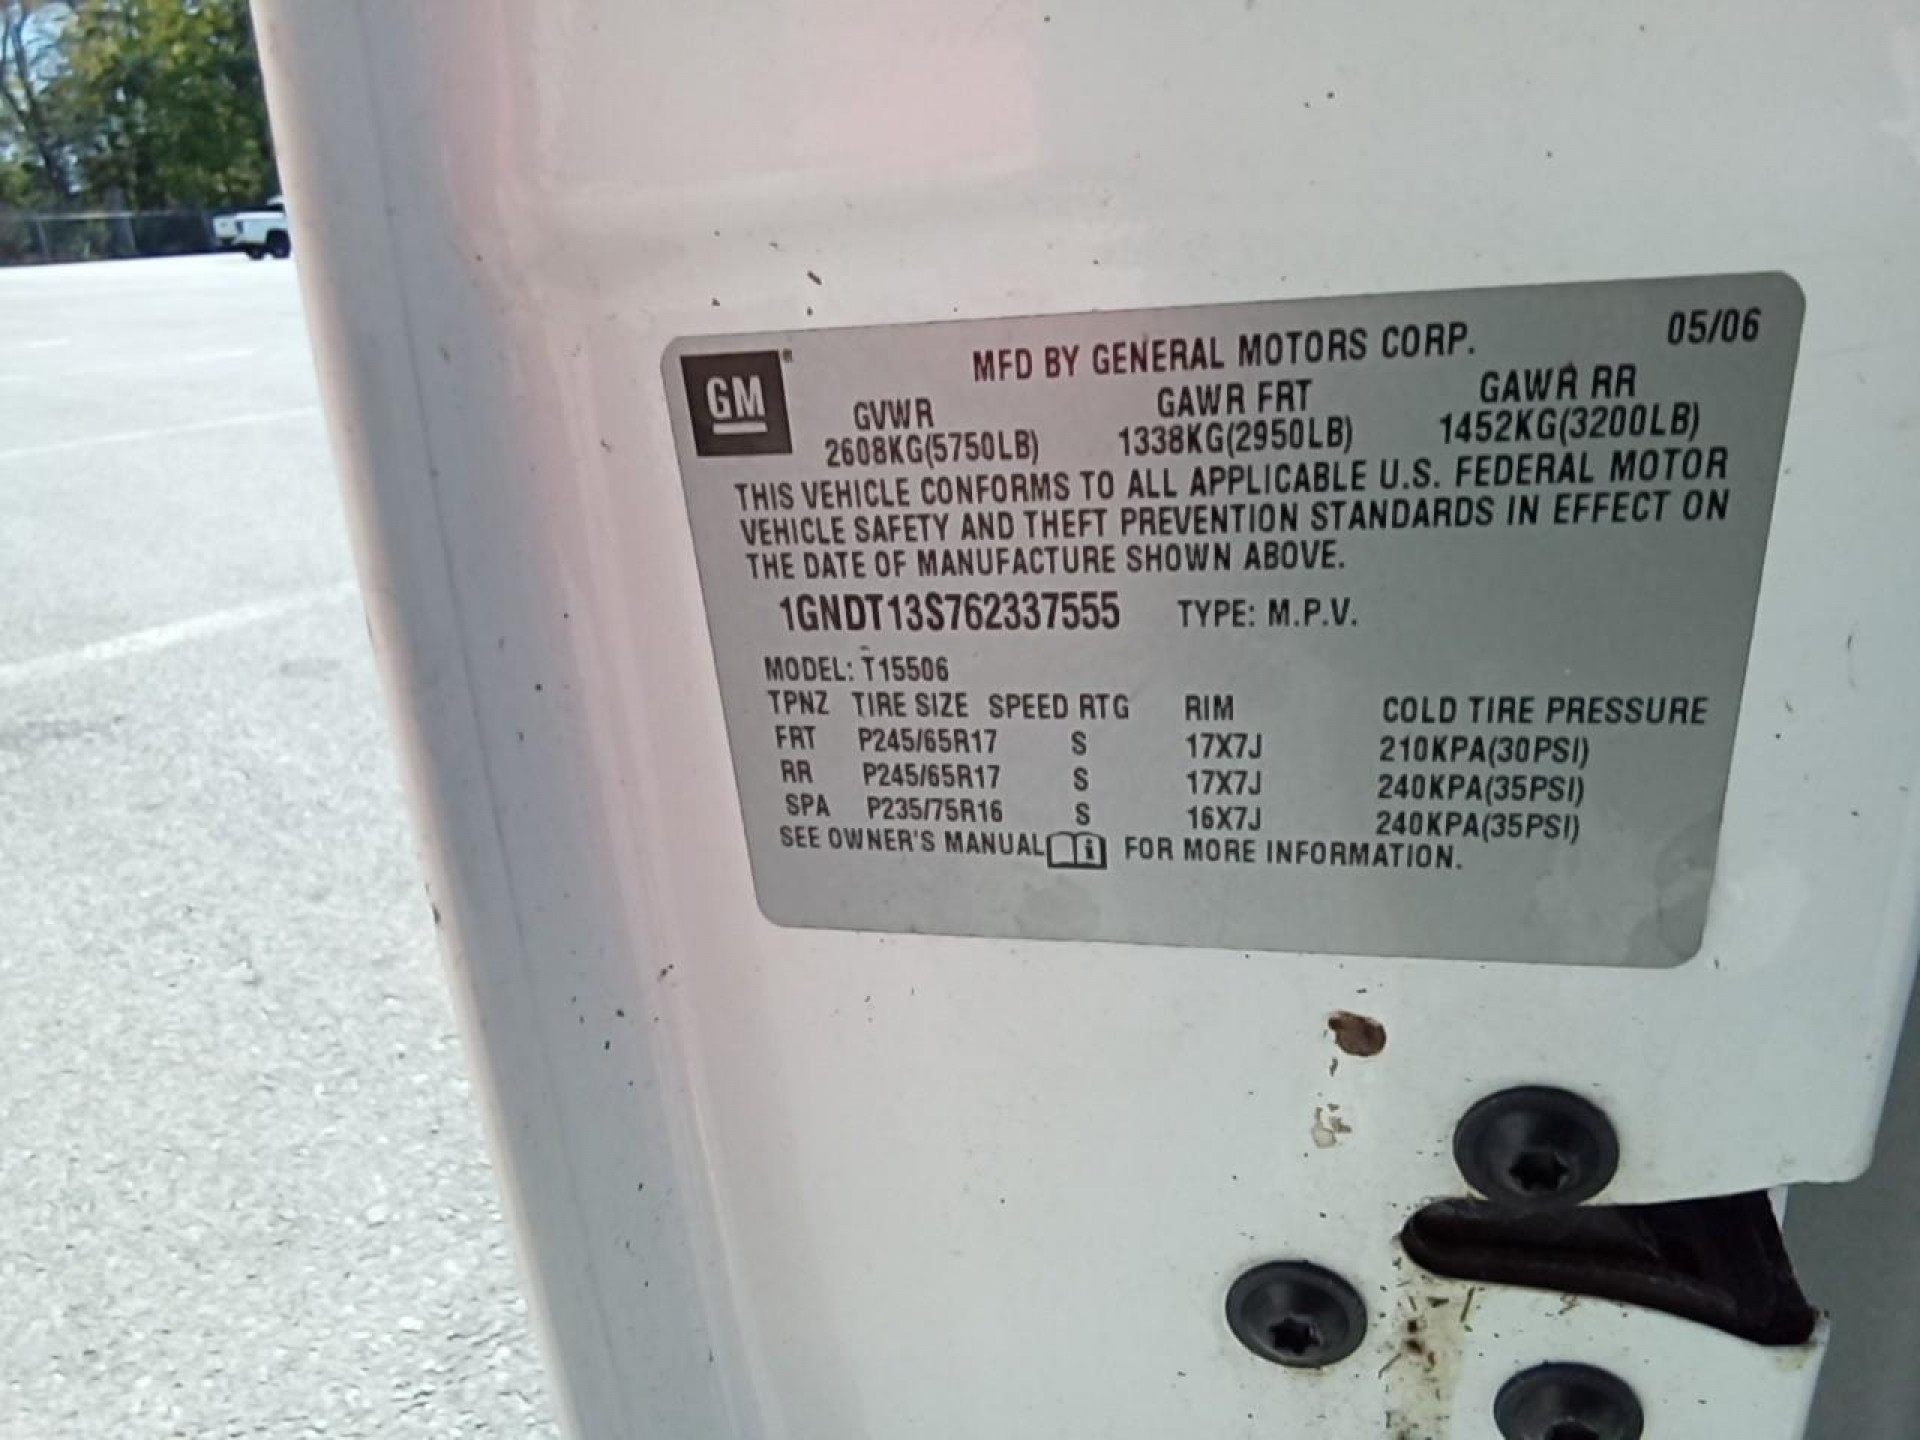 05/06
GM®
MFD BY GENERAL MOTORS CORP.
GVWR GAWR FRT GAWR RR
2608KG(5750LB) 1338KG(2950LB) 1452KG(3200LB)
THIS VEHICLE CONFORMS TO ALL APPLICABLE U.S. FEDERAL MOTOR
VEHICLE SAFETY AND THEFT PREVENTION STANDARDS IN EFFECT ON
THE DATE OF MANUFACTURE SHOWN ABOVE.
1GNDT13S762337555 TYPE: M.P.V.
MODEL: T15506
TPNZ TIRE SIZE SPEED RTG RIM COLD TIRE PRESSURE
FRT P245/65R17 S 17X7J 210KPA(30PSI)
RR P245/65R17 S 17X7J 240KPA(35PSI)
SPA P235/75R16 S 16X7J 240KPA(35PSI)
SEE OWNER'S MANUAL i FOR MORE INFORMATION.